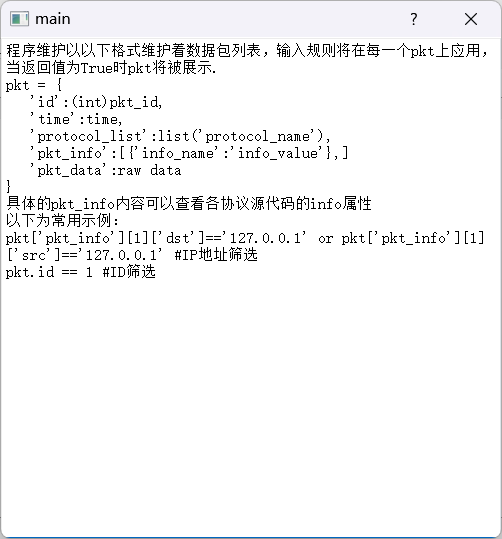 main
程序维护以以下格式维护着数据包列表，输入规则将在每一个pkt上应用，
当返回值为True时pkt将被展示.
pkt = {
'id':(int)pkt_id,
'time':time,
'protocol_list':list('protocol_name'),
'pkt_info':[{'info_name':'info_value'},]
'pkt_data':raw data
}
具体的pkt_info内容可以查看各协议源代码的info属性
以下为常用示例：
pkt['pkt_info'][1]['dst']=='127.0.0.1' or pkt['pkt_info'][1]
['src']=='127.0.0.1' #IP地址筛选
pkt.id == 1 #ID筛选